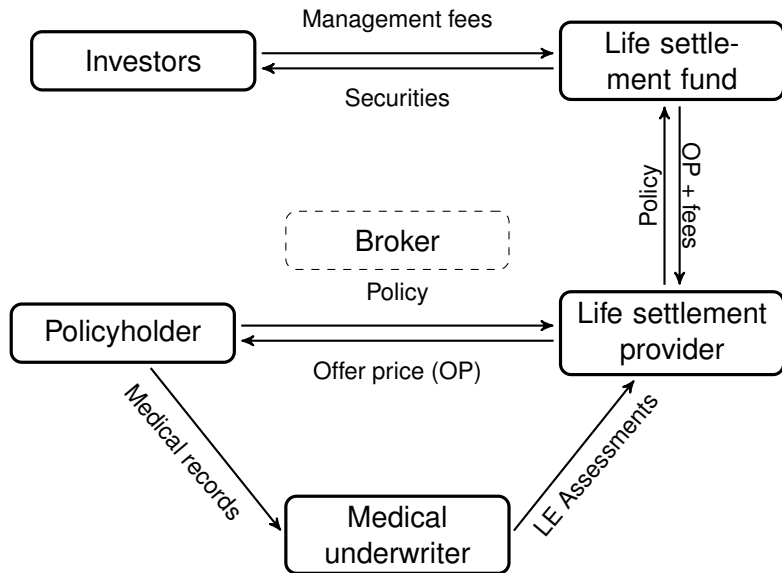 Management fees
Investors
Life settle-
ment fund
Securities
Policy
OP + fees
Broker
Policy
Policyholder
Life settlement
provider
Offer price (OP)
Medical records
LE Assessments
Medical
underwriter